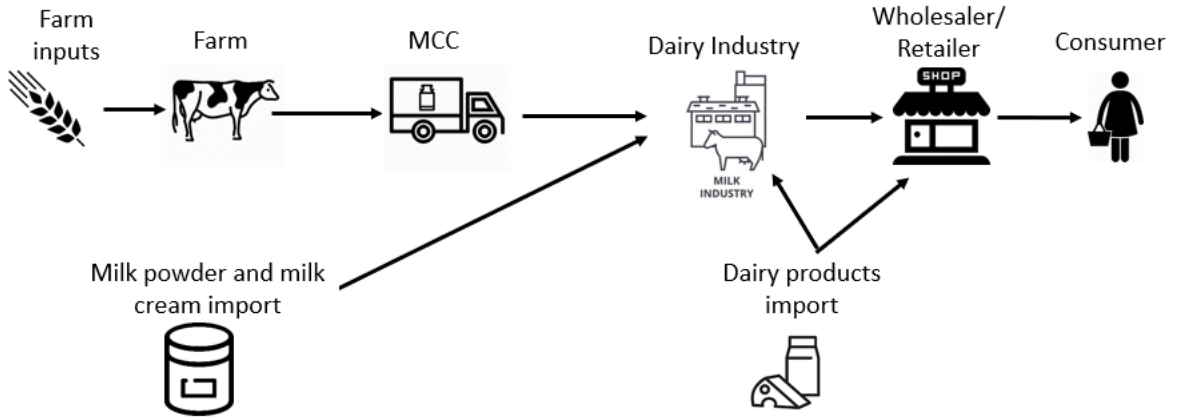 Farm
inputs
Farm
MCC
Dairy Industry
Wholesaler/
Retailer
Consumer
SHOP
MILK
INDUSTRY
Milk powder and milk
cream import
Dairy products
import